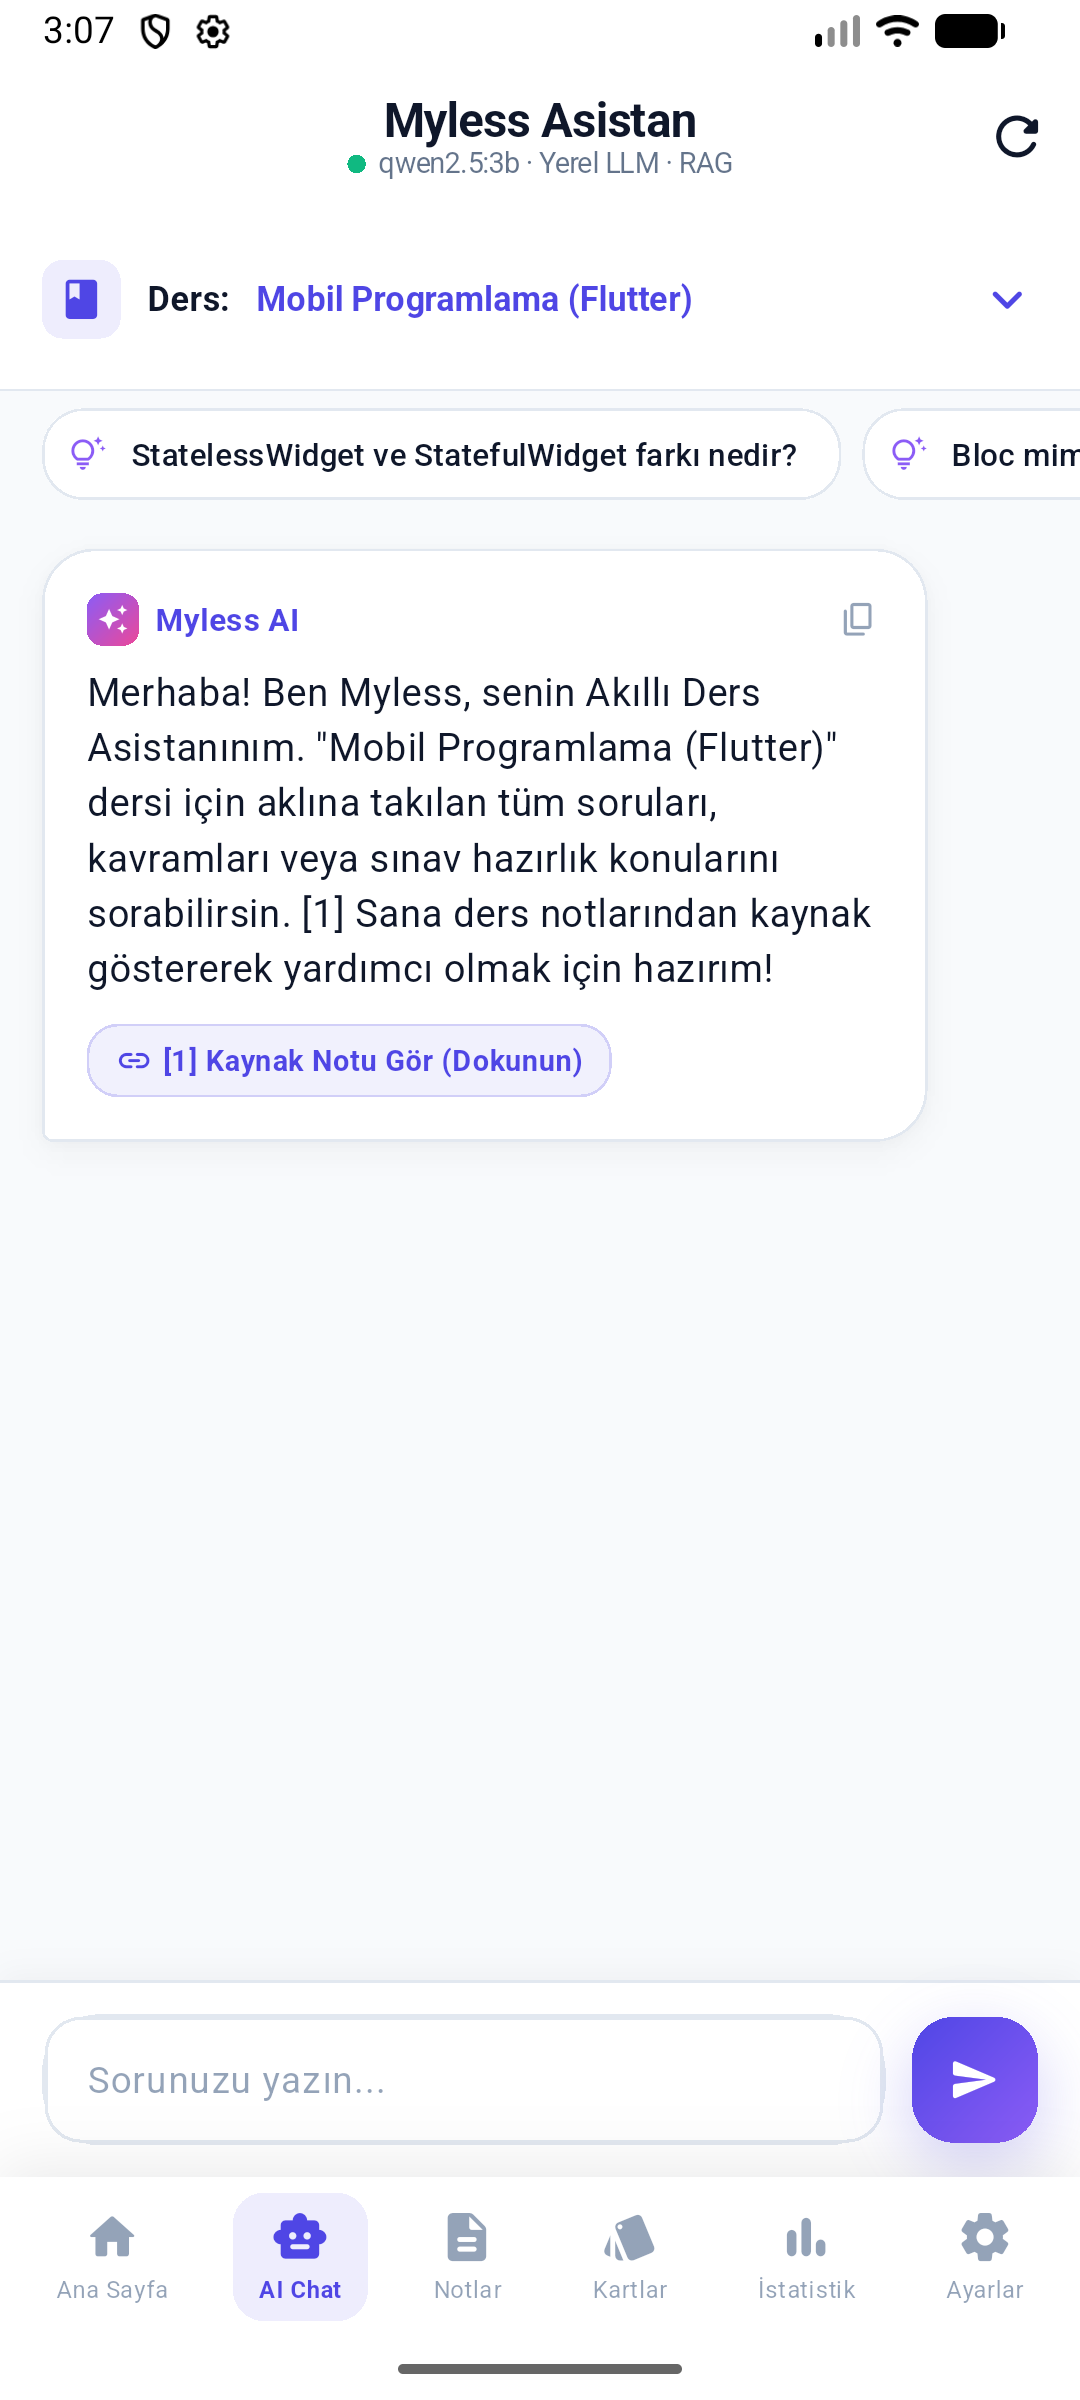 3:07
Myless Asistan
qwen2.5:3b · Yerel LLM · RAG
Ders: Mobil Programlama (Flutter)
StatelessWidget ve StatefulWidget farkı nedir?
Bloc mim
Myless AI
Merhaba! Ben Myless, senin Akıllı Ders
Asistanınım. "Mobil Programlama (Flutter)"
dersi için aklına takılan tüm soruları,
kavramları veya sınav hazırlık konularını
sorabilirsin. [1] Sana ders notlarından kaynak
göstererek yardımcı olmak için hazırım!
[1] Kaynak Notu Gör (Dokunun)
Sorunuzu yazın...
Ana Sayfa
AI Chat
Notlar
Kartlar
İstatistik
Ayarlar